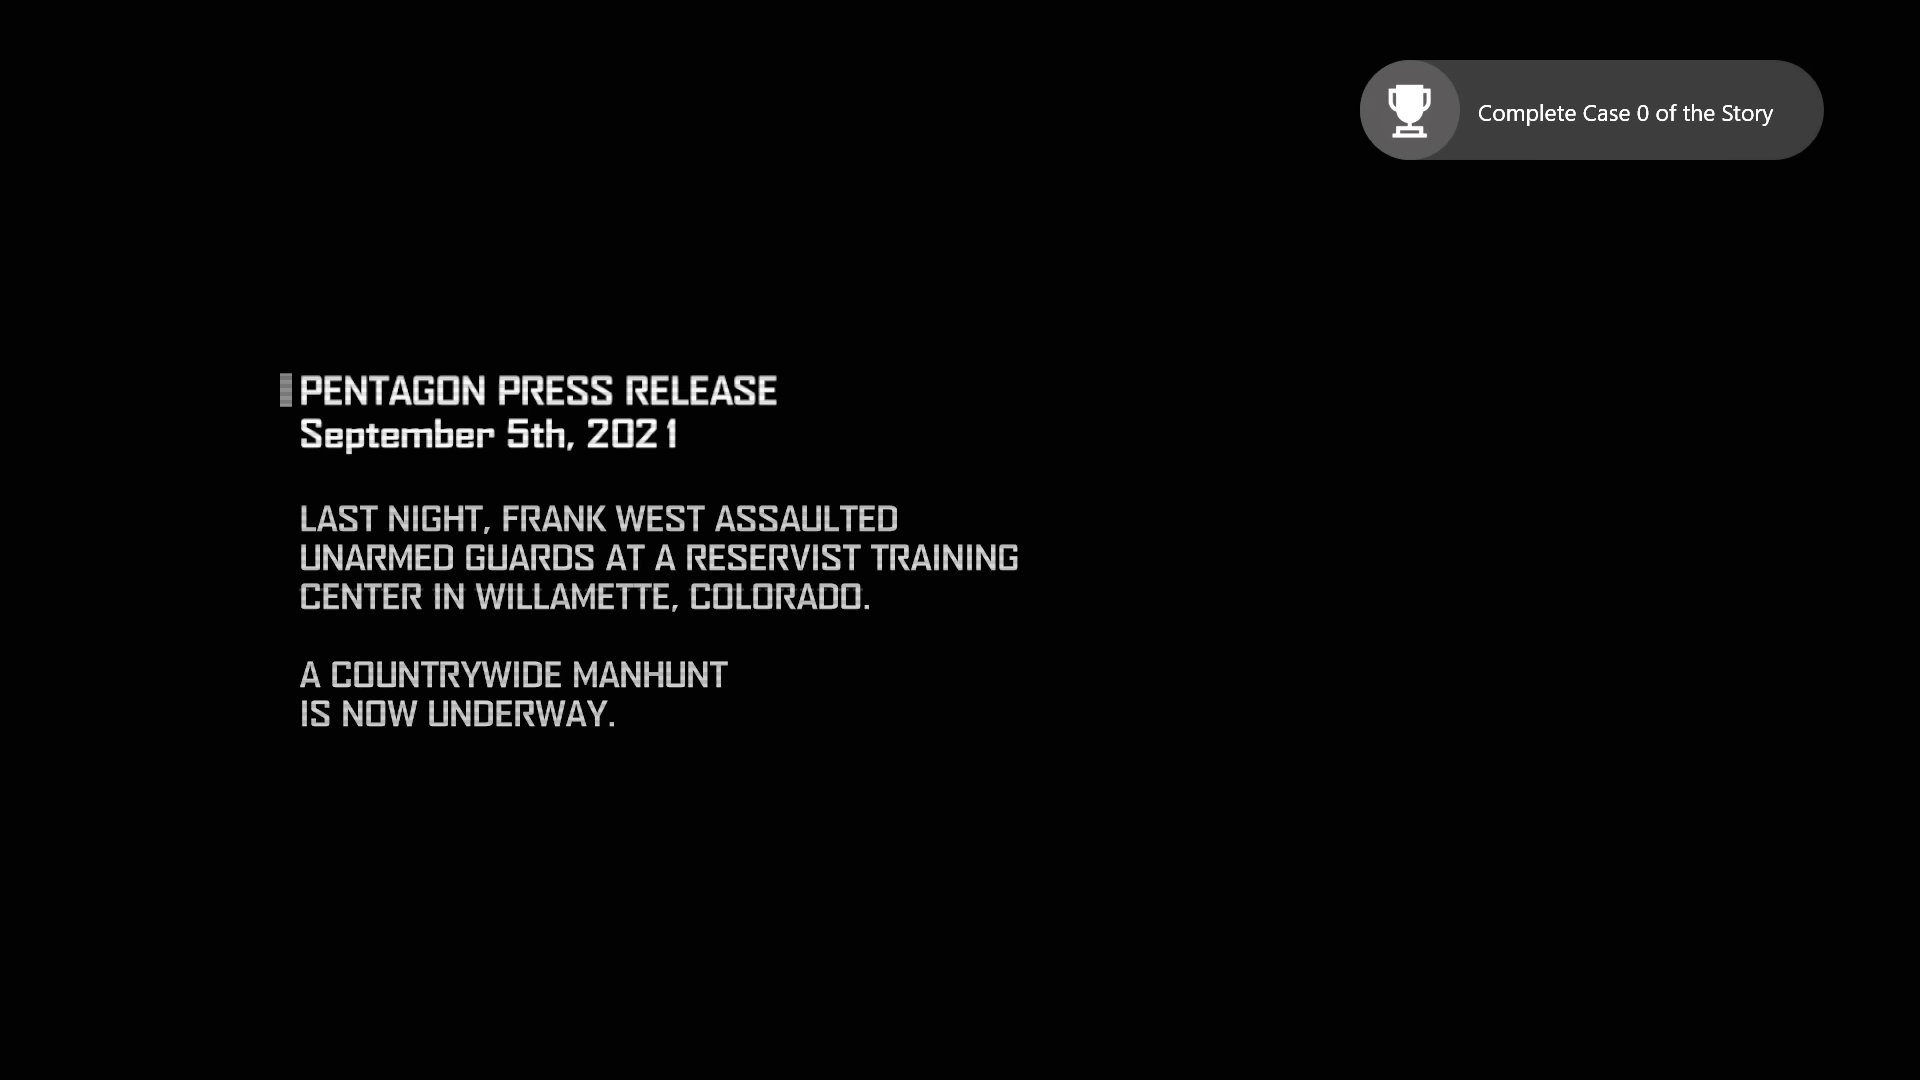 Complete Case 0 of the Story
PENTAGON PRESS RELEASE
September 5th, 2021
LAST NIGHT, FRANK WEST ASSAULTED
UNARMED GUARDS AT A RESERVIST TRAINING
CENTER IN WILLAMETTE, COLORADO.
A COUNTRYWIDE MANHUNT
IS NOW UNDERWAY.